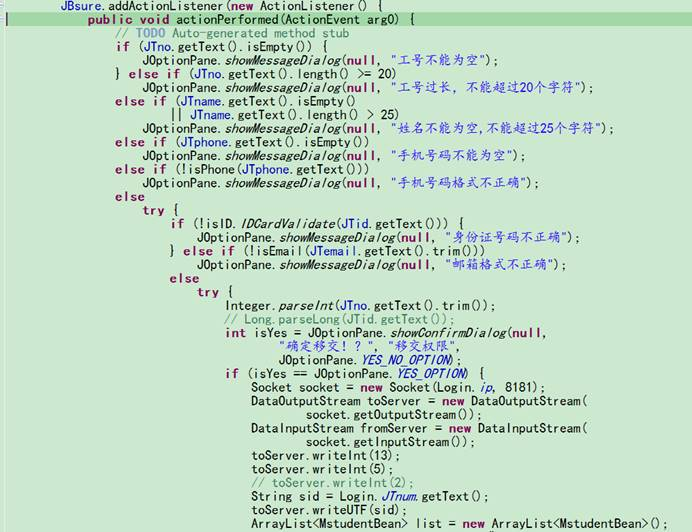 JBsure.addActionListener(new ActionListener() {
public void actionPerformed(ActionEvent arg0) {
// TODO Auto-generated method stub
if (JTno.getText().isEmpty()) {
JOptionPane.showMessageDialog(null, "工号不能为空");
} else if (JTno.getText().length() >= 20)
JOptionPane.showMessageDialog(null, "工号过长, 不能超过20个字符");
else if (JTname.getText().isEmpty()
|| JTname.getText().length() > 25)
JOptionPane.showMessageDialog(null, "姓名不能为空,不能超过25个字符");
else if (JTphone.getText().isEmpty())
JOptionPane.showMessageDialog(null, "手机号码不能为空");
else if (!isPhone(JTphone.getText()))
JOptionPane.showMessageDialog(null, "手机号码格式不正确");
else
try {
if (!isID.IDCardValidate(JTid.getText())) {
JOptionPane.showMessageDialog(null, "身份证号码不正确");
} else if (!isEmail(JTemail.getText().trim()))
JOptionPane.showMessageDialog(null, "邮箱格式不正确");
else
try {
Integer.parseInt(JTno.getText().trim());
// Long.parseLong(JTid.getText());
int isYes = JOptionPane.showConfirmDialog(null,
"确定移交!？", "移交权限",
JOptionPane.YES_NO_OPTION);
if (isYes == JOptionPane.YES_OPTION) {
Socket socket = new Socket(Login.ip, 8181);
DataOutputStream toServer = new DataOutputStream(
socket.getOutputStream());
DataInputStream fromServer = new DataInputStream(
socket.getInputStream());
toServer.writeInt(13);
toServer.writeInt(5);
// toServer.writeInt(2);
String sid = Login.JTnum.getText();
toServer.writeUTF(sid);
ArrayList<MstudentBean> list = new ArrayList<MstudentBean>();